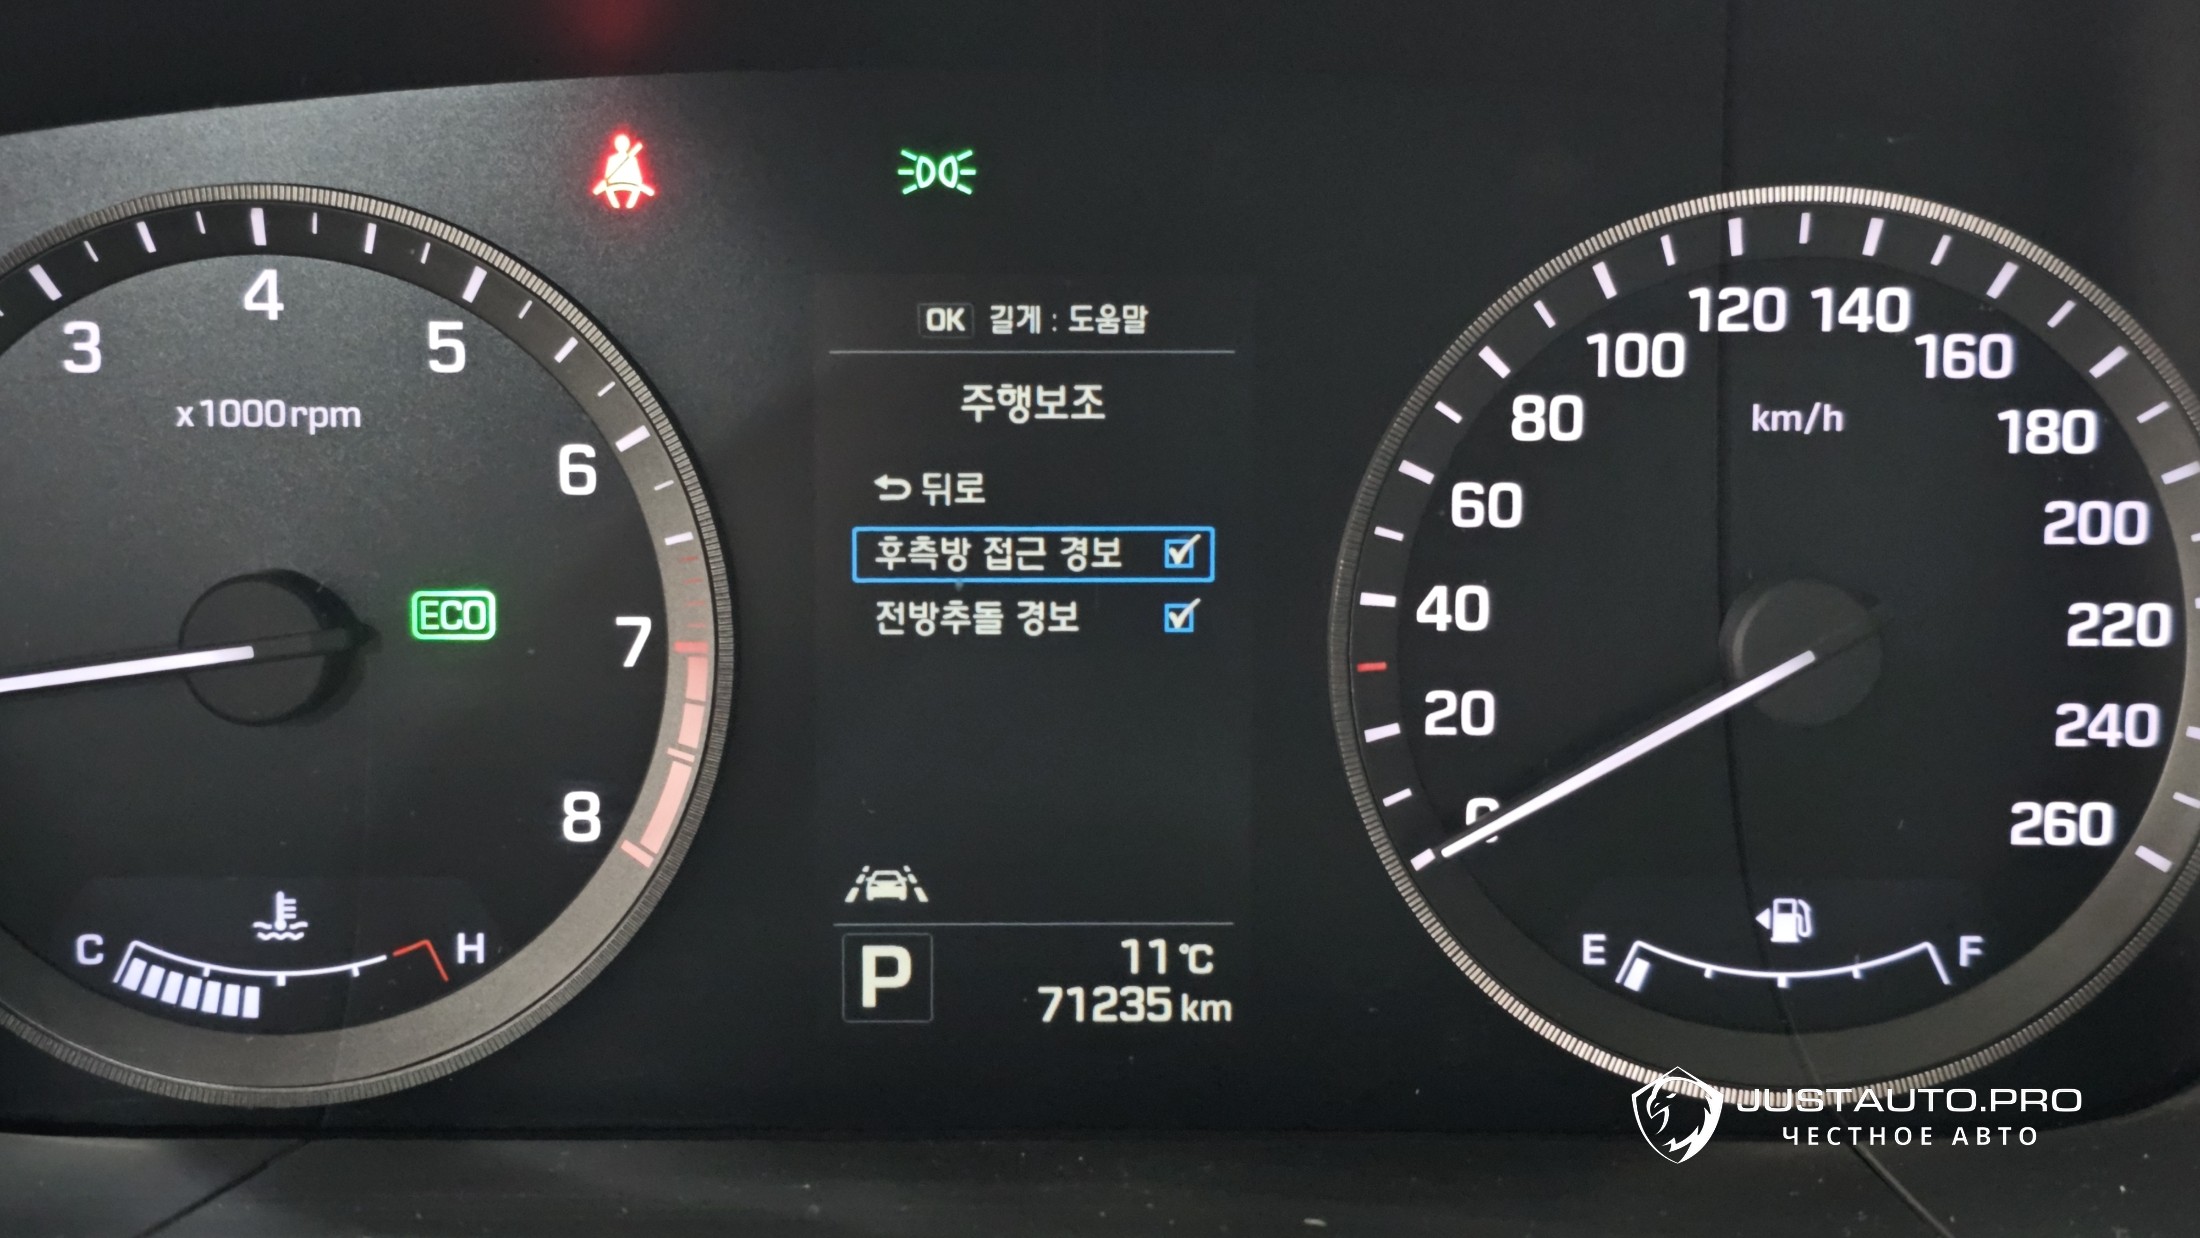 OK 길게 : 도움말
주행보조
뒤로
후측방 접근 경보
전방추돌 경보
P
11℃
71235 km
3
4
5
6
7
8
x1000rpm
ECO
C
H
0
20
40
60
80
100
120
140
160
180
200
220
240
260
km/h
E
F
JUSTAUTO.PRO
ЧЕСТНОЕ АВТО